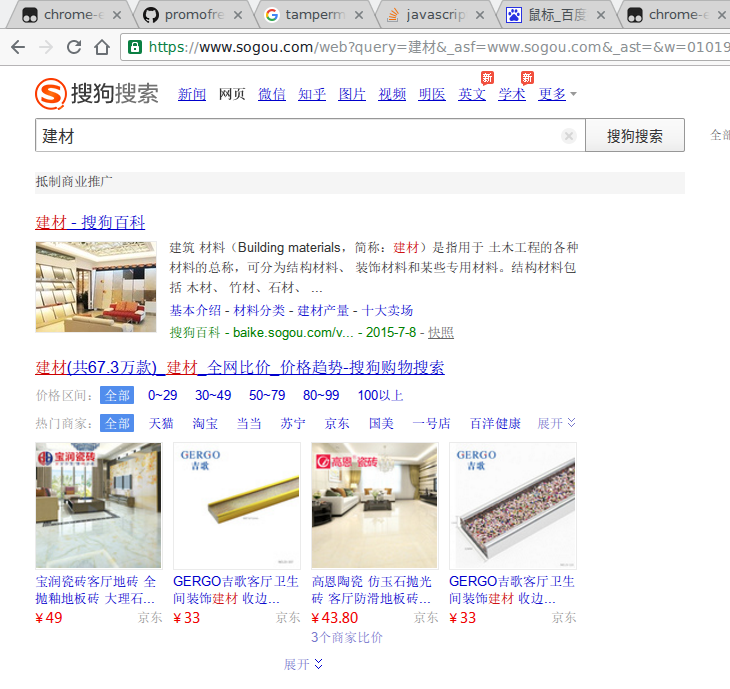 chrome-e
promofre
tamperm
javascrip
鼠标_百度
chrome-e
https://www.sogou.com/web?query=建材&_asf=www.sogou.com&_ast=&w=01019
搜狗搜索 新闻 网页 微信 知乎 图片 视频 明医 英文 新 学术 新 更多
建材 搜狗搜索 全部
抵制商业推广
建材 - 搜狗百科
建筑 材料（Building materials，简称：建材）是指用于 土木工程的各种
材料的总称，可分为结构材料、 装饰材料和某些专用材料。结构材料包
括 木材、 竹材、石材、 ...
基本介绍 - 材料分类 - 建材产量 - 十大卖场
搜狗百科 - baike.sogou.com/v... - 2015-7-8 - 快照
建材(共67.3万款)_建材_全网比价_价格趋势-搜狗购物搜索
价格区间： 全部 0~29 30~49 50~79 80~99 100以上
热门商家： 全部 天猫 淘宝 当当 苏宁 京东 国美 一号店 百洋健康 展开
宝润瓷砖
GERGO
吉歌
高恩瓷砖
GERGO
吉歌
宝润瓷砖客厅地砖 全
抛釉地板砖 大理石...
¥49 京东
GERGO吉歌客厅卫生
间装饰建材 收边...
¥33 京东
高恩陶瓷 仿玉石抛光
砖 客厅防滑地板砖...
¥43.80 京东
3个商家比价
GERGO吉歌客厅卫生
间装饰建材 收边...
¥33 京东
展开